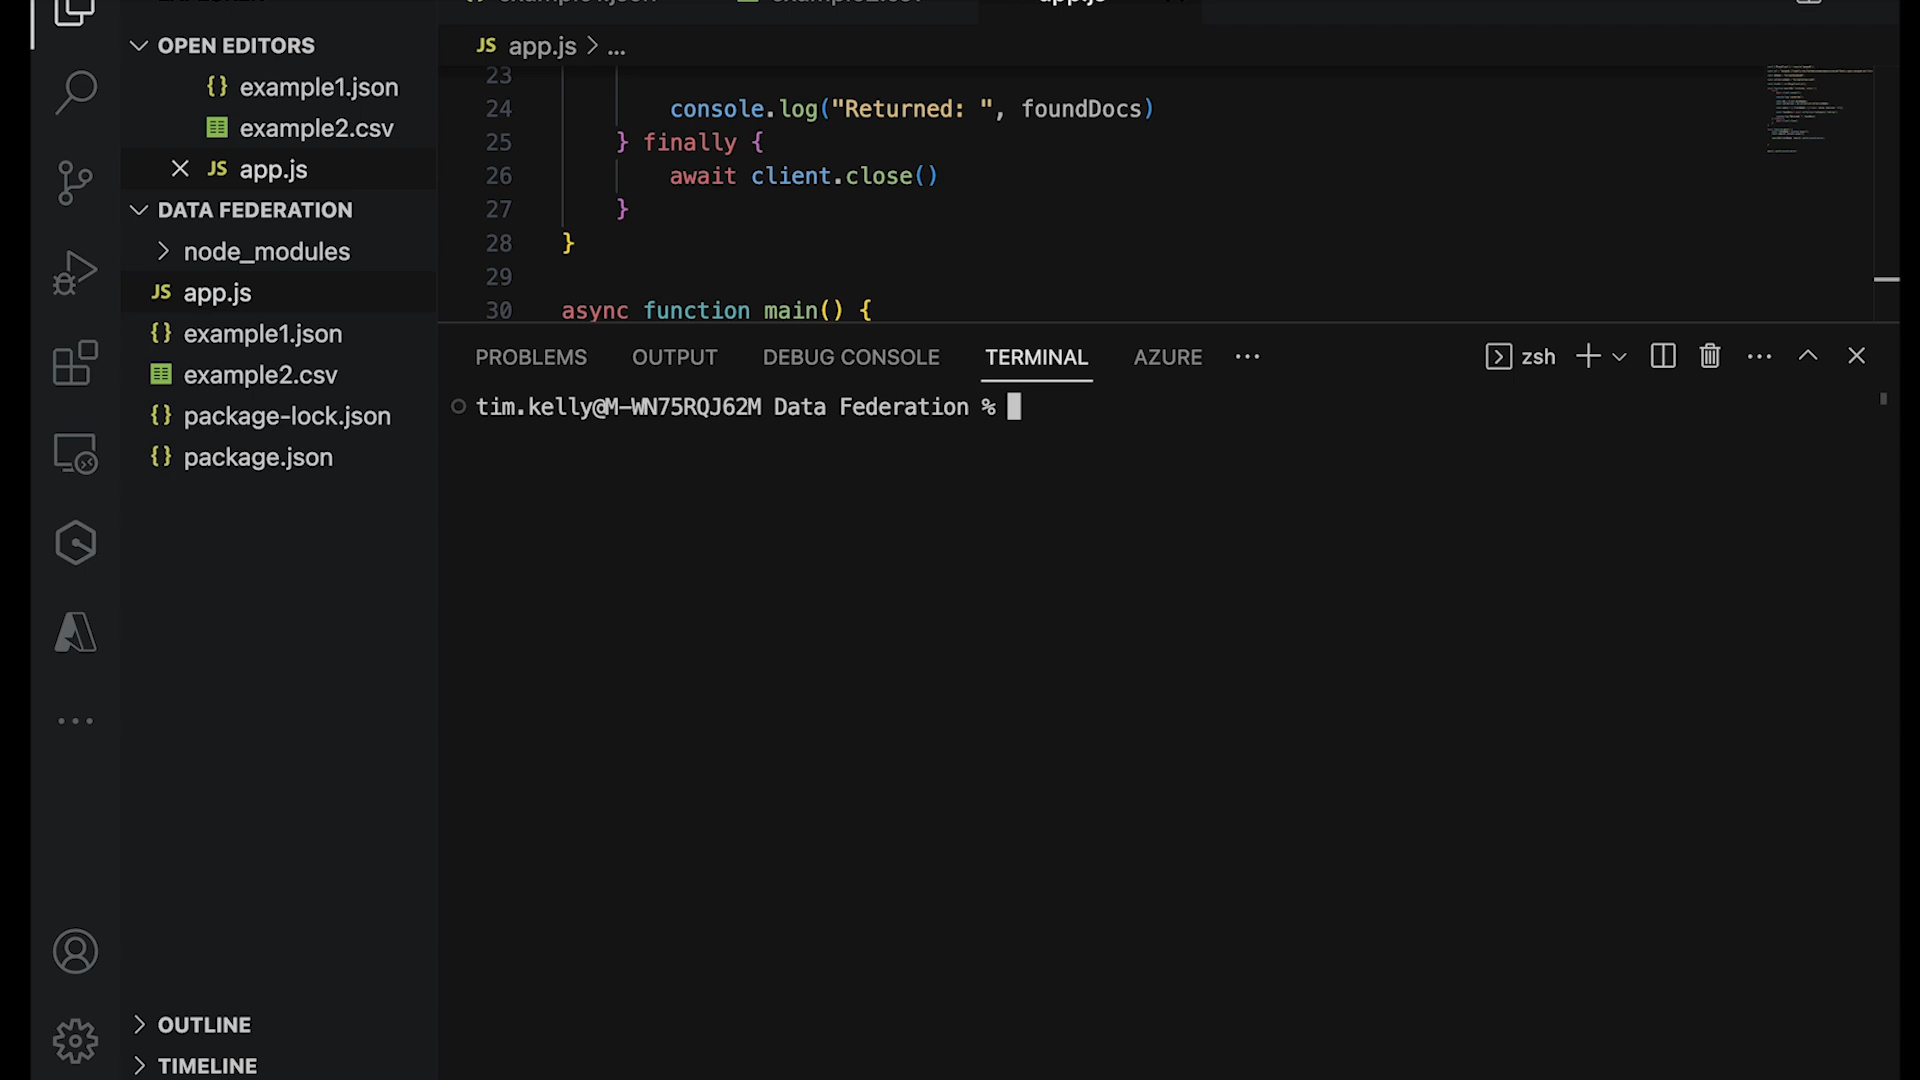 OPEN EDITORS
{} example1.json
example2.csv
JS app.js
DATA FEDERATION
node_modules
JS app.js
{} example1.json
example2.csv
{} package-lock.json
{} package.json
OUTLINE
TIMELINE
JS app.js > ...
23
24 console.log("Returned: ", foundDocs)
25 } finally {
26 await client.close()
27 }
28 }
29
30 async function main() {
PROBLEMS OUTPUT DEBUG CONSOLE TERMINAL AZURE ... zsh
tim.kelly@M-WN75RQJ62M Data Federation %